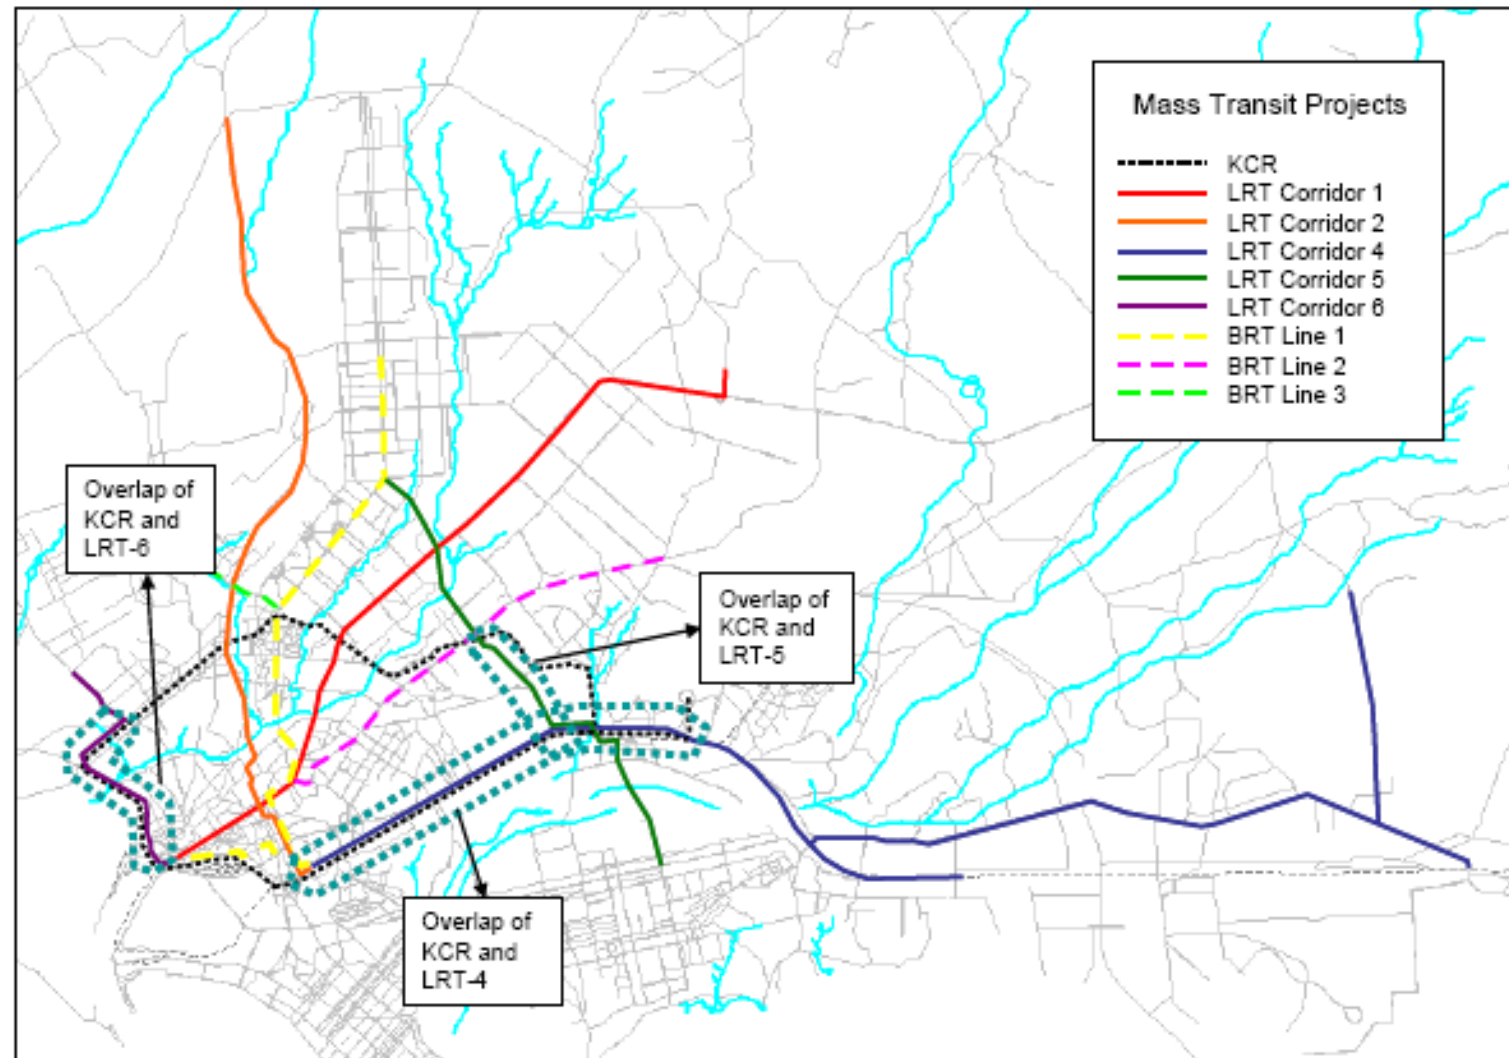 Mass Transit Projects
KCR
LRT Corridor 1
LRT Corridor 2
LRT Corridor 4
LRT Corridor 5
LRT Corridor 6
BRT Line 1
BRT Line 2
BRT Line 3
Overlap of
KCR and
LRT-6
Overlap of
KCR and
LRT-5
Overlap of
KCR and
LRT-4